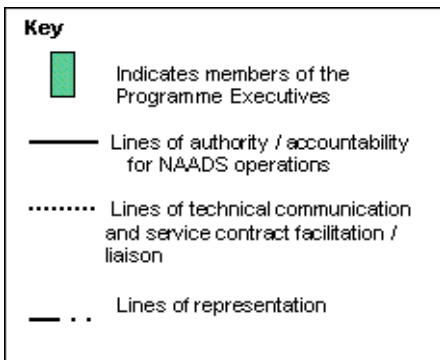 Key
Indicates members of the
Programme Executives
Lines of authority / accountability
for NAADS operations
Lines of technical communication
and service contract facilitation /
liaison
Lines of representation